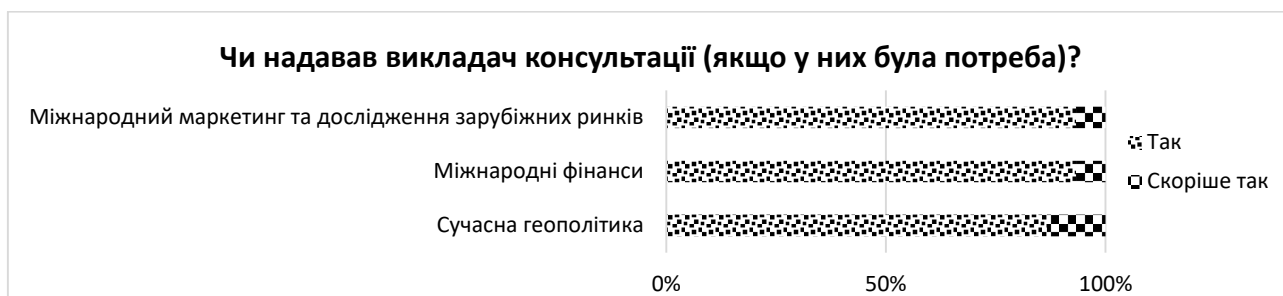 Чи надавав викладач консультації (якщо у них була потреба)?
Міжнародний маркетинг та дослідження зарубіжних ринків
Міжнародні фінанси
Сучасна геополітика
0%
50%
100%
Так
Скоріше так